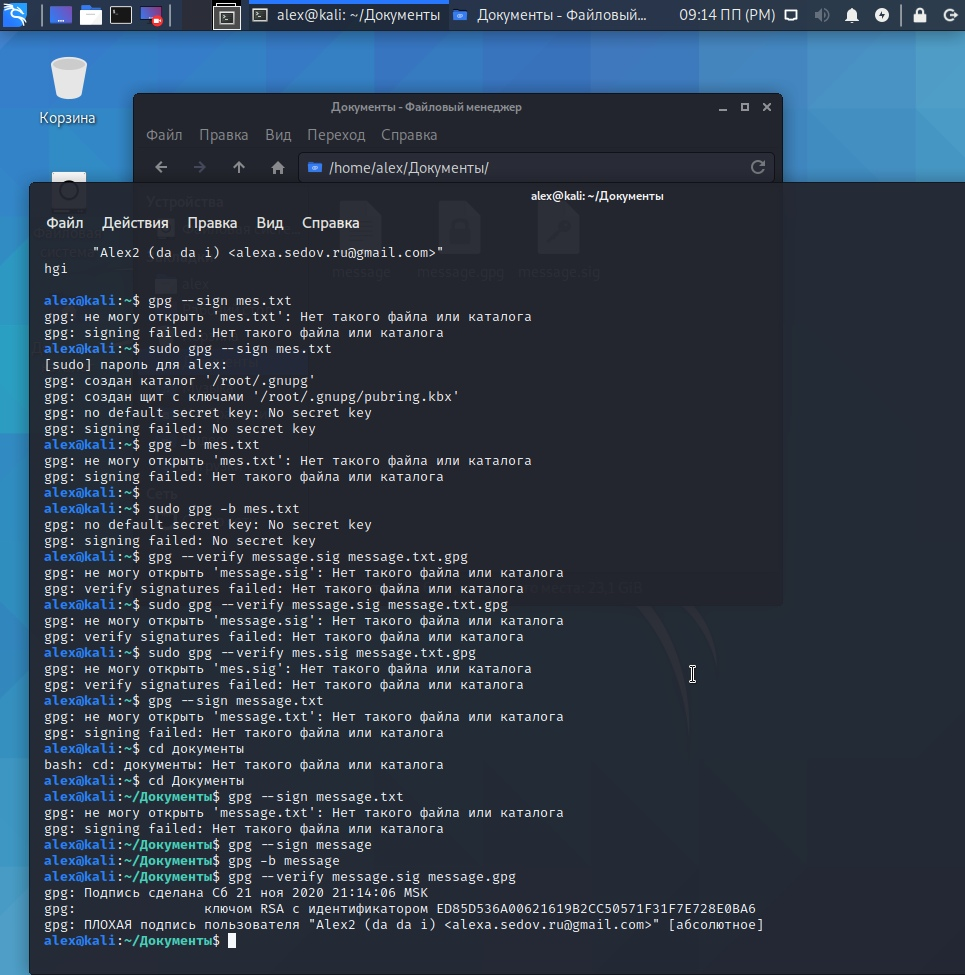 alex@kali: ~/Документы
Документы - Файловый...
09:14 ПП (PM)
Корзина
Документы - Файловый менеджер
Файл Правка Вид Переход Справка
/home/alex/Документы/
Устройства
alex@kali: ~/Документы
Файл Действия Правка Вид Справка
message message.gpg message.sig
"Alex2 (da da i) <alexa.sedov.ru@gmail.com>"
hgi
alex@kali:~$ gpg --sign mes.txt
gpg: не могу открыть 'mes.txt': Нет такого файла или каталога
gpg: signing failed: Нет такого файла или каталога
alex@kali:~$ sudo gpg --sign mes.txt
[sudo] пароль для alex:
gpg: создан каталог '/root/.gnupg'
gpg: создан щит с ключами '/root/.gnupg/pubring.kbx'
gpg: no default secret key: No secret key
gpg: signing failed: No secret key
alex@kali:~$ gpg -b mes.txt
gpg: не могу открыть 'mes.txt': Нет такого файла или каталога
gpg: signing failed: Нет такого файла или каталога
alex@kali:~$
Сеть
alex@kali:~$ sudo gpg -b mes.txt
gpg: no default secret key: No secret key
gpg: signing failed: No secret key
alex@kali:~$ gpg --verify message.sig message.txt.gpg
gpg: не могу открыть 'message.sig': Нет такого файла или каталога
gpg: verify signatures failed: Нет такого файла или каталога
alex@kali:~$ sudo gpg --verify message.sig message.txt.gpg
gpg: не могу открыть 'message.sig': Нет такого файла или каталога
gpg: verify signatures failed: Нет такого файла или каталога
alex@kali:~$ sudo gpg --verify mes.sig message.txt.gpg
gpg: не могу открыть 'mes.sig': Нет такого файла или каталога
gpg: verify signatures failed: Нет такого файла или каталога
alex@kali:~$ gpg --sign message.txt
gpg: не могу открыть 'message.txt': Нет такого файла или каталога
gpg: signing failed: Нет такого файла или каталога
alex@kali:~$ cd документы
bash: cd: документы: Нет такого файла или каталога
alex@kali:~$ cd Документы
alex@kali:~/Документы$ gpg --sign message.txt
gpg: не могу открыть 'message.txt': Нет такого файла или каталога
gpg: signing failed: Нет такого файла или каталога
alex@kali:~/Документы$ gpg --sign message
alex@kali:~/Документы$ gpg -b message
alex@kali:~/Документы$ gpg --verify message.sig message.gpg
gpg: Подпись сделана Сб 21 ноя 2020 21:14:06 MSK
gpg: ключом RSA с идентификатором ED85D536A00621619B2CC50571F31F7E728E0BA6
gpg: ПЛОХАЯ подпись пользователя "Alex2 (da da i) <alexa.sedov.ru@gmail.com>" [абсолютное]
alex@kali:~/Документы$